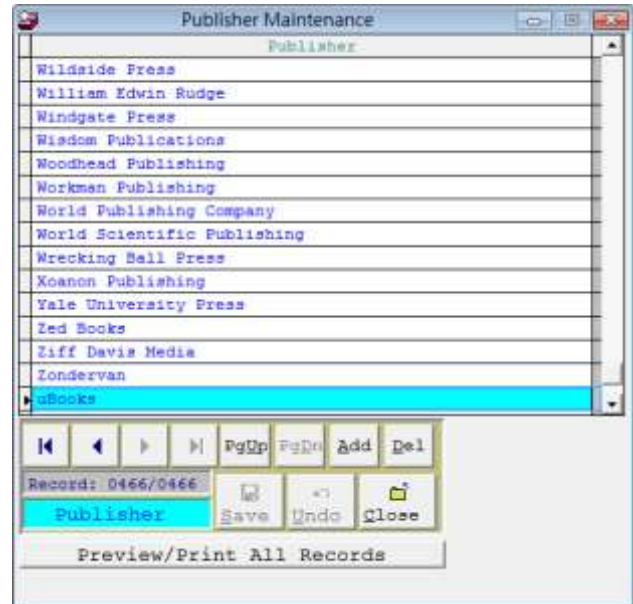 Publisher Maintenance
Publisher
Wildside Press
William Edwin Rudge
Windgate Press
Wisdom Publications
Woodhead Publishing
Workman Publishing
World Publishing Company
World Scientific Publishing
Wrecking Ball Press
Xoanon Publishing
Yale University Press
Zed Books
Ziff Davis Media
Zondervan
uBooks
PgUp PgDn Add Del
Record: 0466/0466
Publisher Save Undo Close
Preview/Print All Records